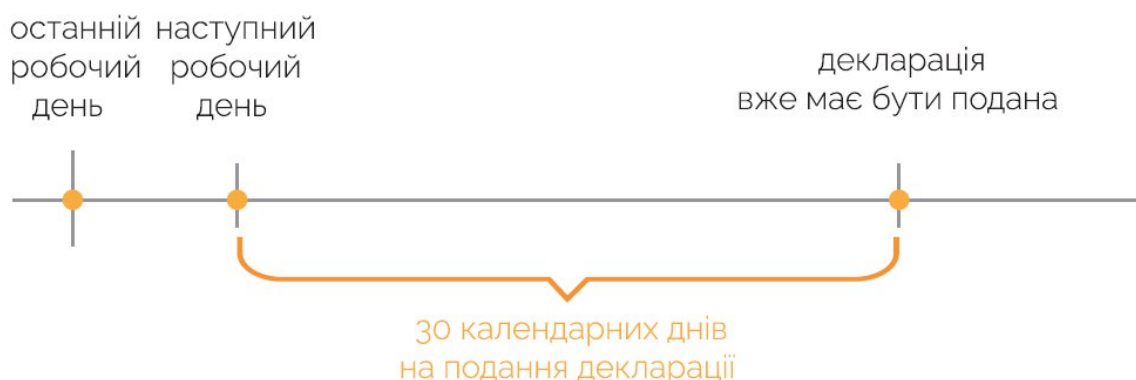 останній
робочий
день
наступний
робочий
день
декларація
вже має бути подана
30 календарних днів
на подання декларації